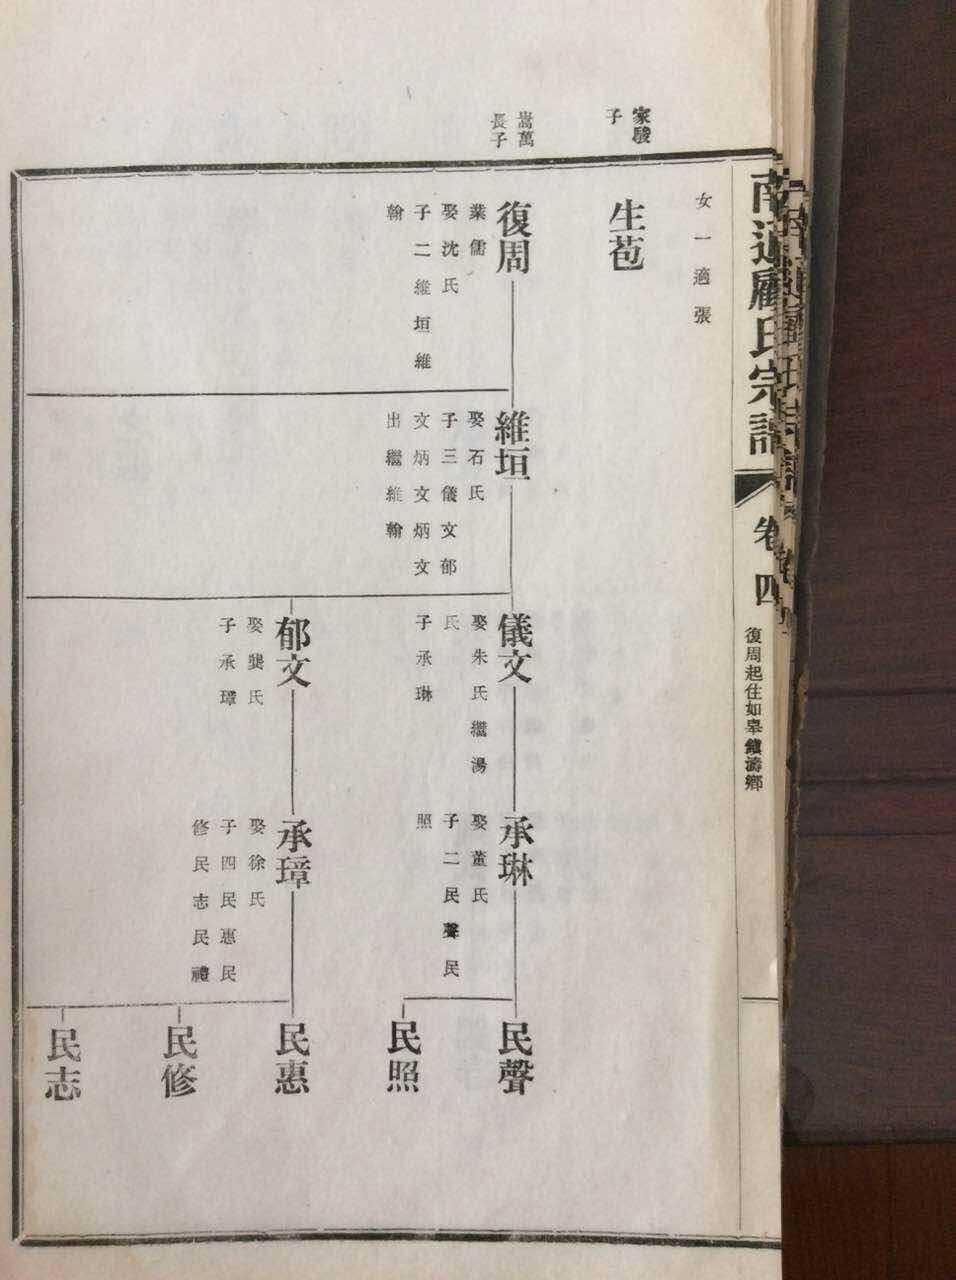 南通顧氏宗譜
卷四
復周起住如皋鎮濤鄉
女一適張
家駿
子
生苞
嵩萬
長子
復周
業儒
娶沈氏
子二維垣維
翰
維垣
娶石氏
子三儀文郁
文炳文炳文
出繼維翰
儀文
娶朱氏繼湯
氏
子承琳
郁文
娶龔氏
子承璋
承琳
娶董氏
子二民聲民
照
承璋
娶徐氏
子四民惠民
修民志民禮
民聲
民照
民惠
民修
民志